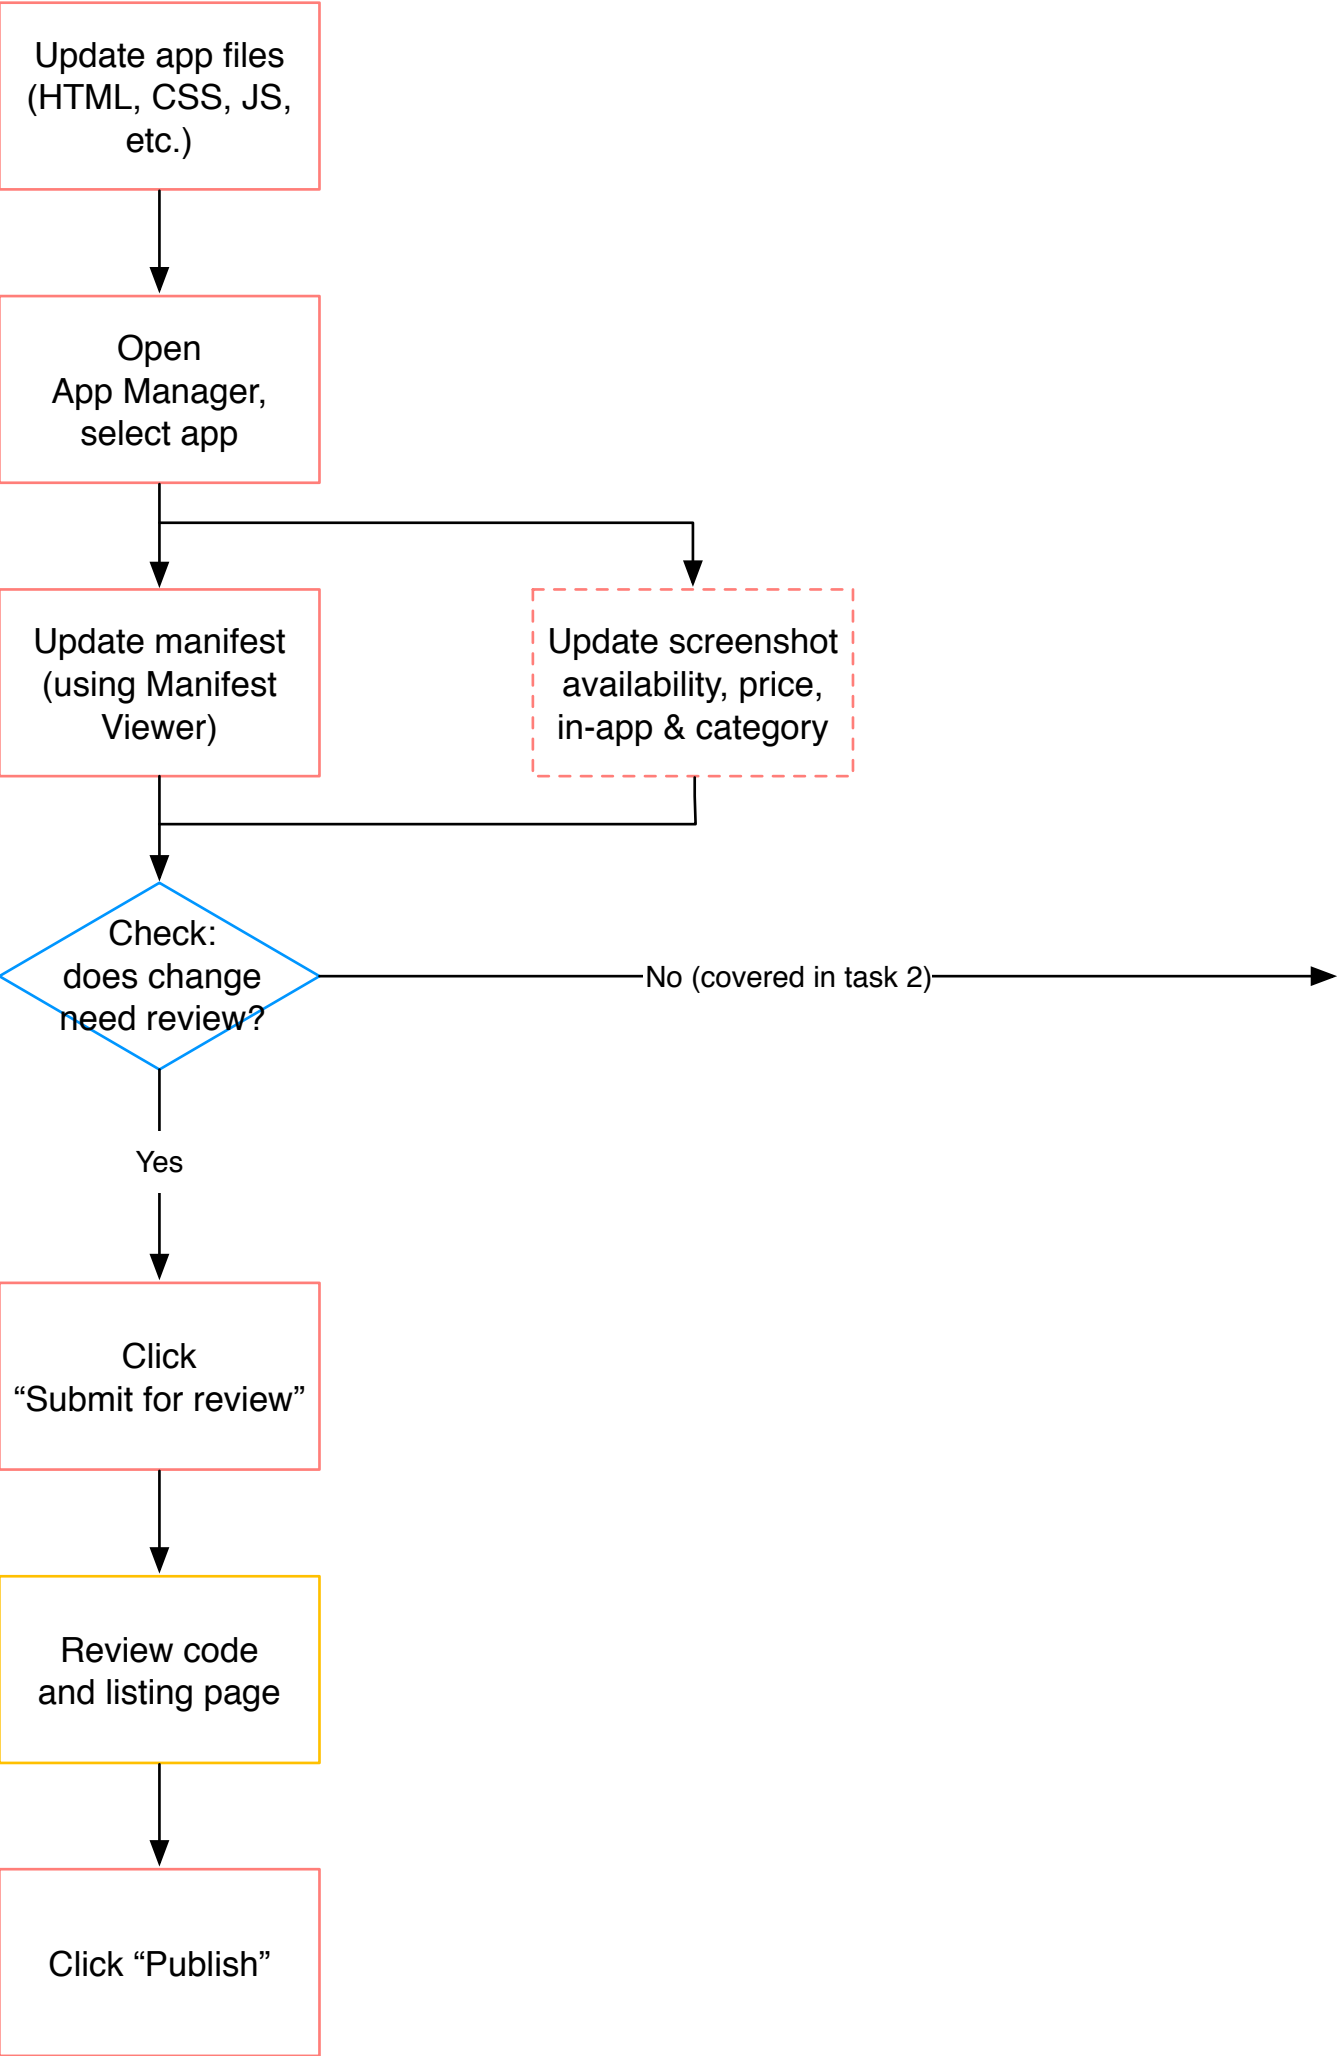 Update app files
(HTML, CSS, JS,
etc.)
Open
App Manager,
select app
Update manifest
(using Manifest
Viewer)
Update screenshot
availability, price,
in-app & category
Check:
does change
need review?
No (covered in task 2)
Yes
Click
“Submit for review”
Review code
and listing page
Click “Publish”